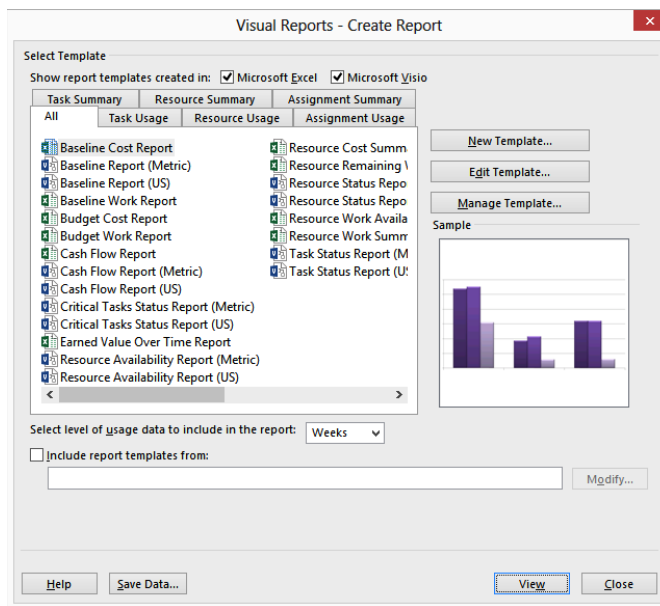 Visual Reports - Create Report
Select Template
Show report templates created in: Microsoft Excel Microsoft Visio
Task Summary Resource Summary Assignment Summary
All Task Usage Resource Usage Assignment Usage
Baseline Cost Report
Baseline Report (Metric)
Baseline Report (US)
Baseline Work Report
Budget Cost Report
Budget Work Report
Cash Flow Report
Cash Flow Report (Metric)
Cash Flow Report (US)
Critical Tasks Status Report (Metric)
Critical Tasks Status Report (US)
Earned Value Over Time Report
Resource Availability Report (Metric)
Resource Availability Report (US)
Resource Cost Summ
Resource Remaining
Resource Status Repo
Resource Status Repo
Resource Work Availa
Resource Work Summ
Task Status Report (M
Task Status Report (U
New Template...
Edit Template...
Manage Template...
Sample
Select level of usage data to include in the report: Weeks
Include report templates from:
Modify...
Help Save Data... View Close